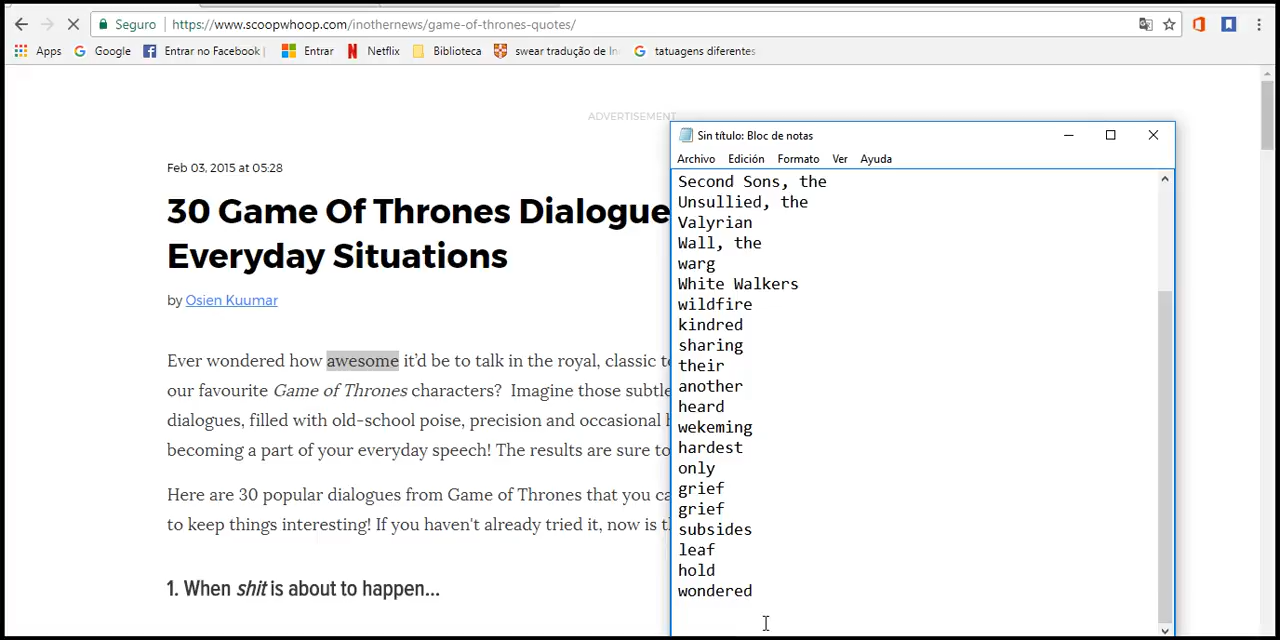 Seguro
https://www.scoopwhoop.com/inothernews/game-of-thrones-quotes/
Apps Google Entrar no Facebook Entrar Netflix Biblioteca swear tradução de In tatuagens diferentes
ADVERTISEMENT
Feb 03, 2015 at 05:28
30 Game Of Thrones Dialogue
Everyday Situations
by Osien Kuumar
Ever wondered how awesome it'd be to talk in the royal, classic to
our favourite Game of Thrones characters? Imagine those subtle
dialogues, filled with old-school poise, precision and occasional
becoming a part of your everyday speech! The results are sure to
Here are 30 popular dialogues from Game of Thrones that you ca
to keep things interesting! If you haven't already tried it, now is th
1. When shit is about to happen...
Sin título: Bloc de notas
Archivo Edición Formato Ver Ayuda
Second Sons, the
Unsullied, the
Valyrian
Wall, the
warg
White Walkers
wildfire
kindred
sharing
their
another
heard
wekeming
hardest
only
grief
grief
subsides
leaf
hold
wondered